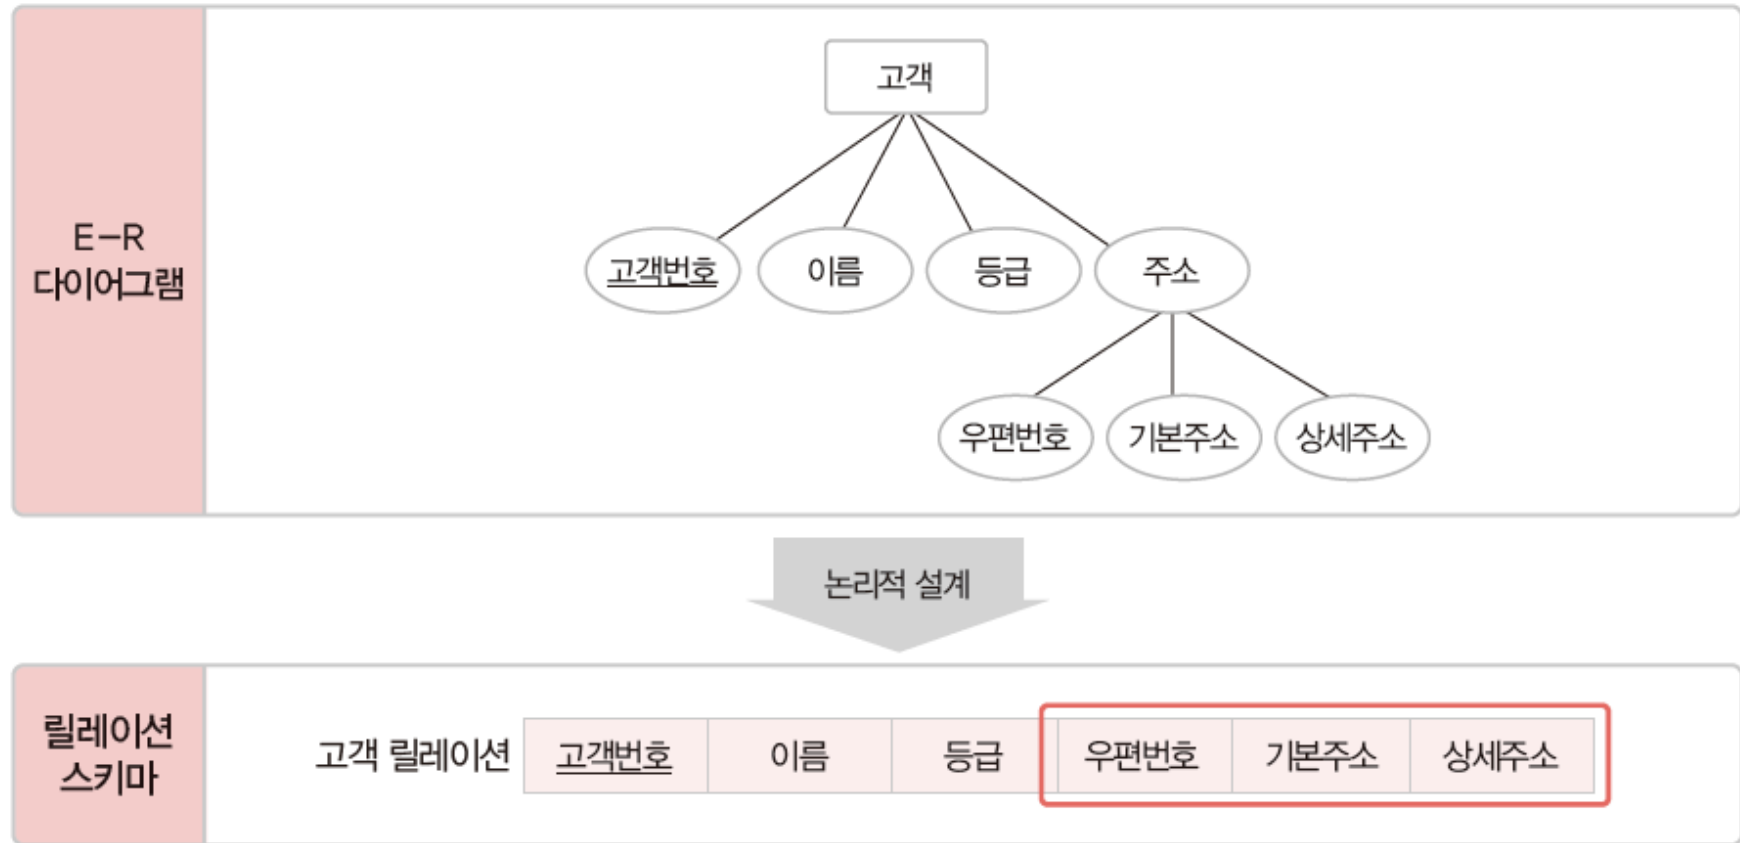 E-R
다이어그램
고객
고객번호 이름 등급 주소
우편번호 기본주소 상세주소
논리적 설계
릴레이션
스키마
고객 릴레이션 고객번호 이름 등급 우편번호 기본주소 상세주소